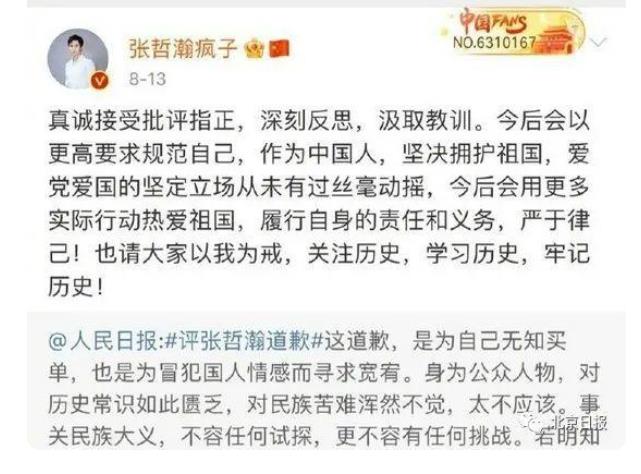 张哲瀚疯子
中国FANS
NO.6310167
8-13
真诚接受批评指正，深刻反思，汲取教训。今后会以
更高要求规范自己，作为中国人，坚决拥护祖国，爱
党爱国的坚定立场从未有过丝毫动摇，今后会用更多
实际行动热爱祖国，履行自身的责任和义务，严于律
己！也请大家以我为戒，关注历史，学习历史，牢记
历史！
@人民日报:#评张哲瀚道歉#这道歉，是为自己无知买
单，也是为冒犯国人情感而寻求宽宥。身为公众人物，对
历史常识如此匮乏，对民族苦难浑然不觉，太不应该。事
关民族大义，不容任何试探，更不容有任何挑战。若明知
北京日报